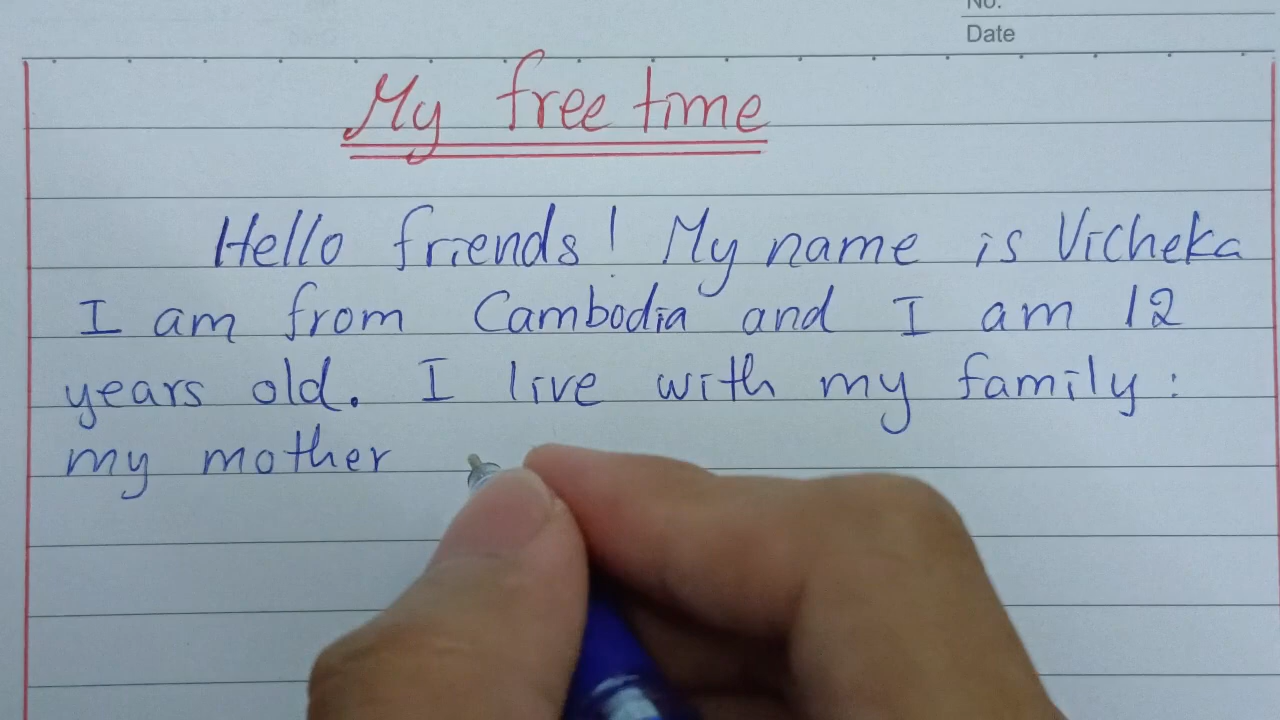 No.
Date
My free time
Hello friends! My name is Vicheka
I am from Cambodia and I am 12
years old. I live with my family:
my mother